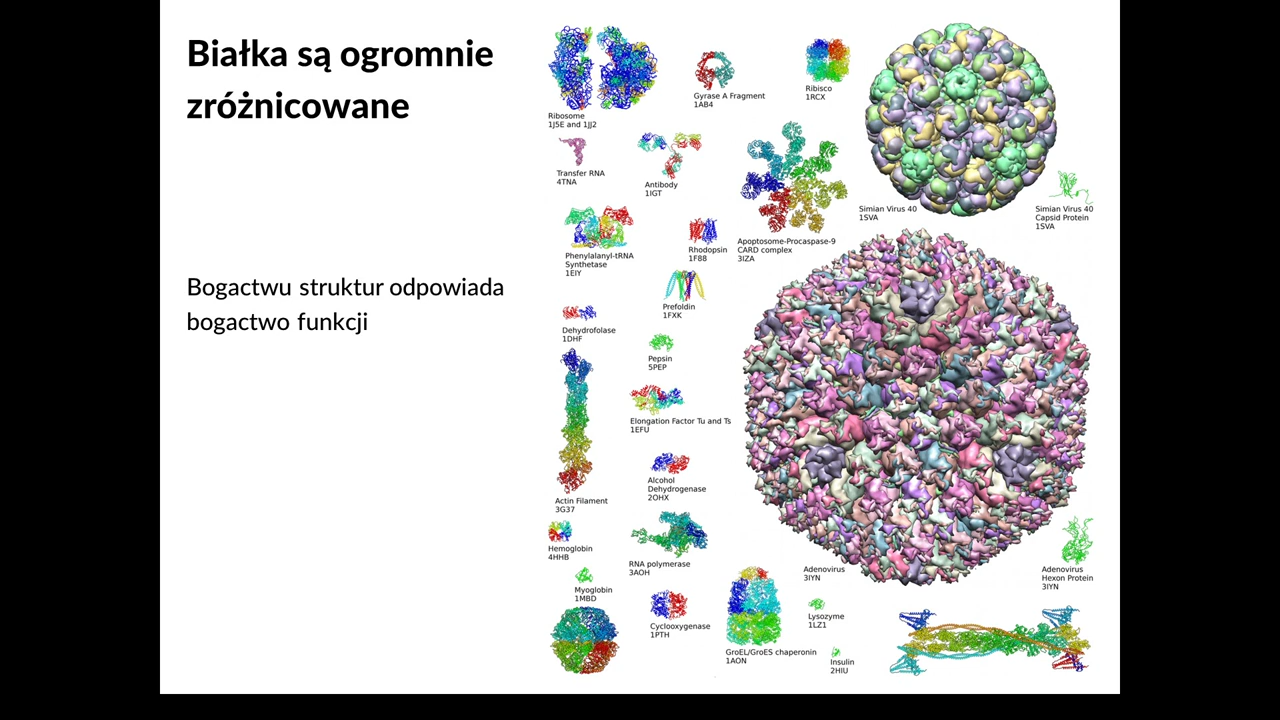 Białka są ogromnie
zróżnicowane
Bogactwu struktur odpowiada
bogactwo funkcji
Ribosome
1J5E and 1JJ2
Gyrase A Fragment
1AB4
Ribisco
1RCX
Transfer RNA
4TNA
Antibody
1IGT
Simian Virus 40
1SVA
Simian Virus 40
Capsid Protein
1SVA
Phenylalanyl-tRNA
Synthetase
1EIY
Rhodopsin
1F88
Apoptosome-Procaspase-9
CARD complex
3IZA
Prefoldin
1FXK
Dehydrofolase
1DHF
Pepsin
5PEP
Elongation Factor Tu and Ts
1EFU
Alcohol
Dehydrogenase
2OHX
Actin Filament
3G37
Hemoglobin
4HHB
RNA polymerase
3AOH
Adenovirus
3IYN
Adenovirus
Hexon Protein
3IYN
Myoglobin
1MBD
Cyclooxygenase
1PTH
Lysozyme
1LZ1
GroEL/GroES chaperonin
1AON
Insulin
2HIU